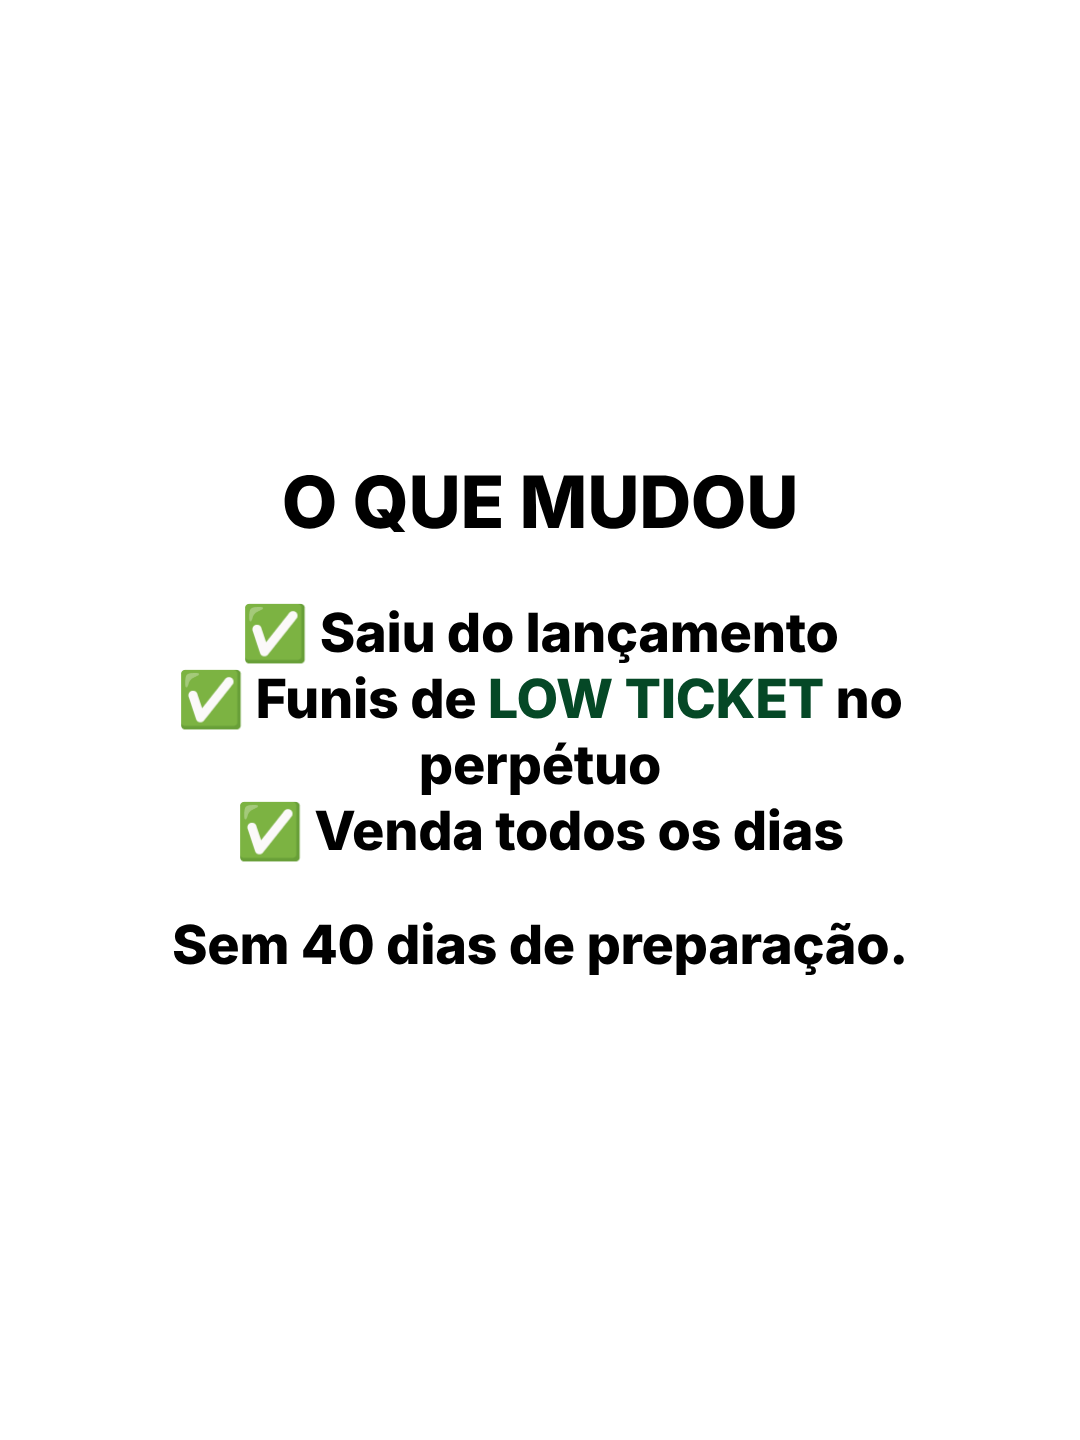 O QUE MUDOU
✅ Saiu do lançamento
✅ Funis de LOW TICKET no
perpétuo
✅ Venda todos os dias
Sem 40 dias de preparação.